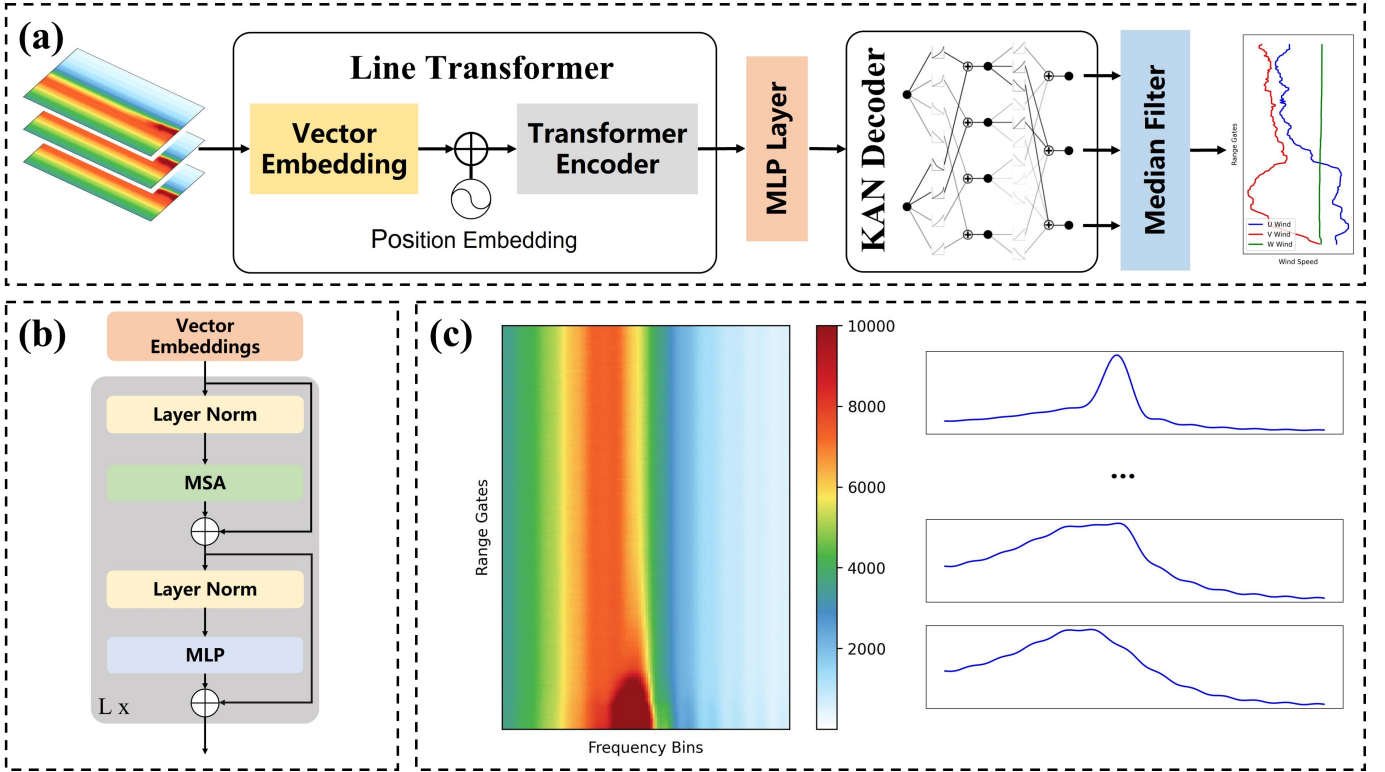 (a)
Line Transformer
Vector
Embedding
Position Embedding
Transformer
Encoder
MLP Layer
KAN Decoder
Median Filter
Range Gates
U Wind
V Wind
W Wind
Wind Speed
(b)
Vector
Embeddings
Layer Norm
MSA
Layer Norm
MLP
L x
(c)
Range Gates
Frequency Bins
10000
8000
6000
4000
2000
...